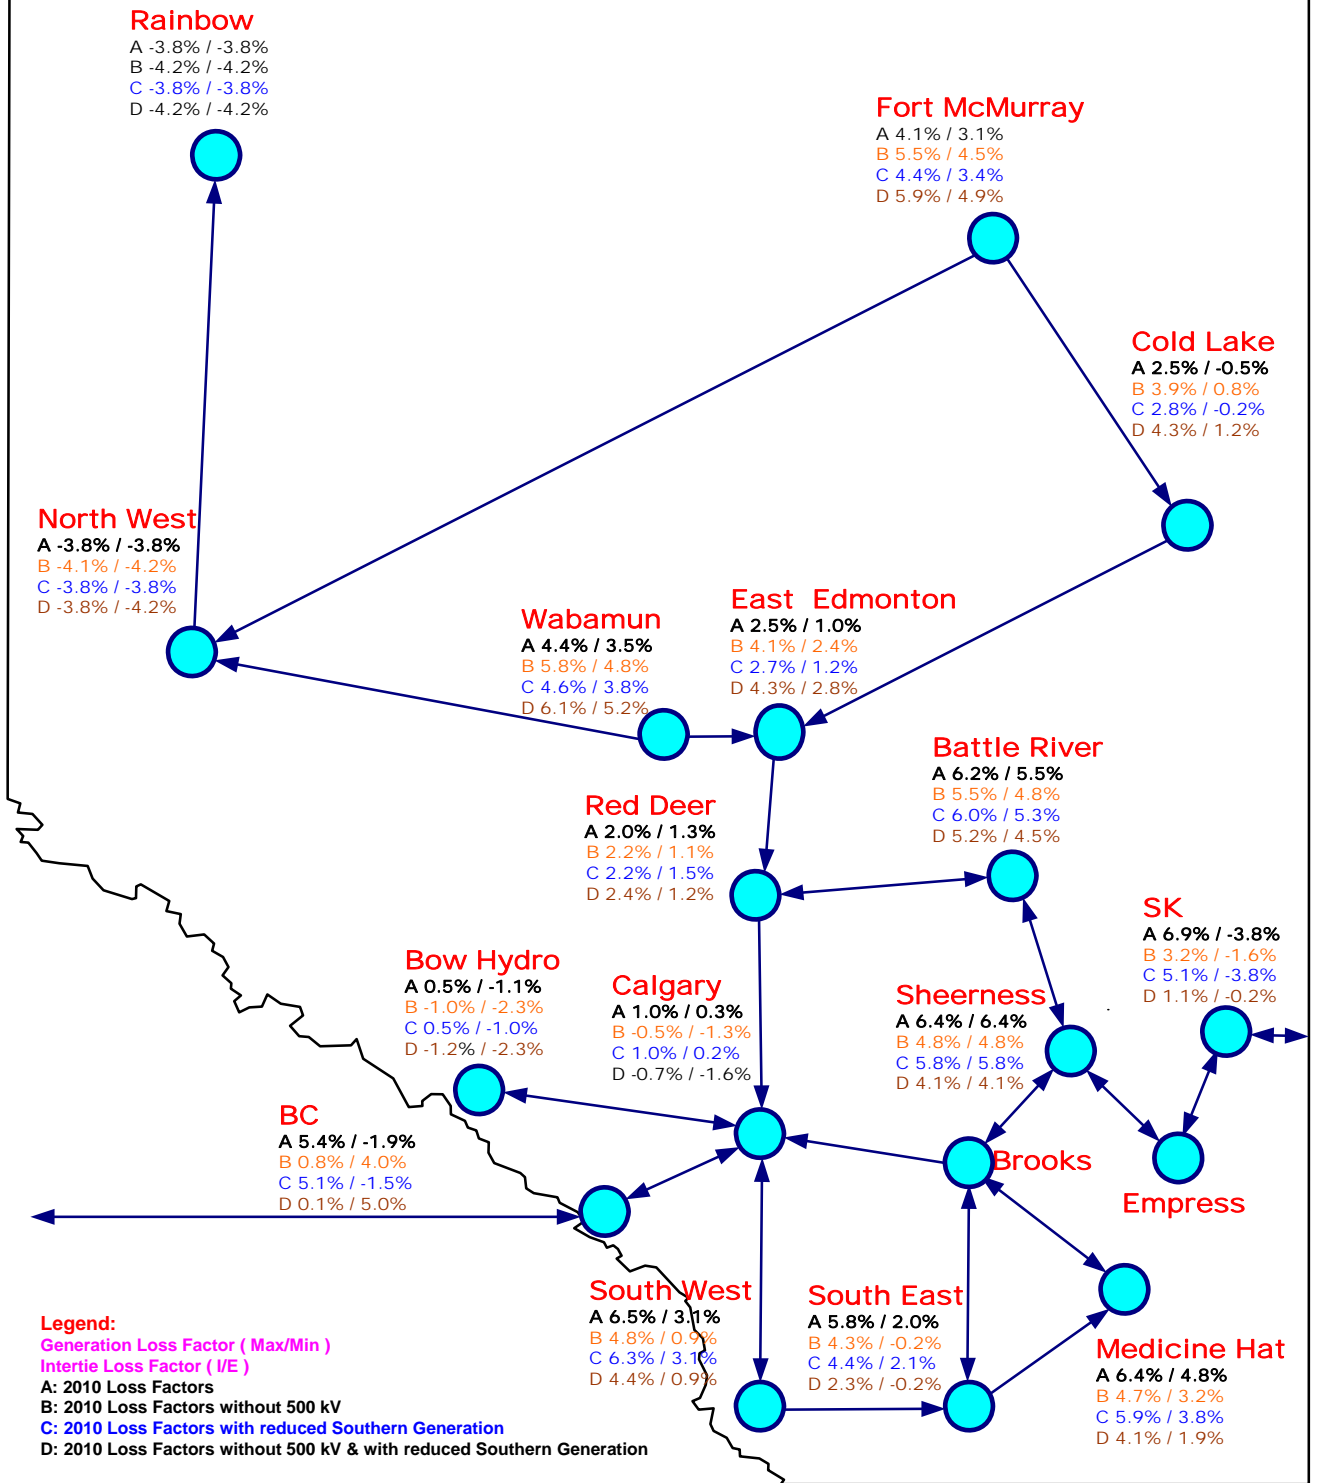 Rainbow
A -3.8% / -3.8%
B -4.2% / -4.2%
C -3.8% / -3.8%
D -4.2% / -4.2%
Fort McMurray
A 4.1% / 3.1%
B 5.5% / 4.5%
C 4.4% / 3.4%
D 5.9% / 4.9%
Cold Lake
A 2.5% / -0.5%
B 3.9% / 0.8%
C 2.8% / -0.2%
D 4.3% / 1.2%
North West
A -3.8% / -3.8%
B -4.1% / -4.2%
C -3.8% / -3.8%
D -3.8% / -4.2%
Wabamun
A 4.4% / 3.5%
B 5.8% / 4.8%
C 4.6% / 3.8%
D 6.1% / 5.2%
East Edmonton
A 2.5% / 1.0%
B 4.1% / 2.4%
C 2.7% / 1.2%
D 4.3% / 2.8%
Battle River
A 6.2% / 5.5%
B 5.5% / 4.8%
C 6.0% / 5.3%
D 5.2% / 4.5%
Red Deer
A 2.0% / 1.3%
B 2.2% / 1.1%
C 2.2% / 1.5%
D 2.4% / 1.2%
SK
A 6.9% / -3.8%
B 3.2% / -1.6%
C 5.1% / -3.8%
D 1.1% / -0.2%
Bow Hydro
A 0.5% / -1.1%
B -1.0% / -2.3%
C 0.5% / -1.0%
D -1.2% / -2.3%
Calgary
A 1.0% / 0.3%
B -0.5% / -1.3%
C 1.0% / 0.2%
D -0.7% / -1.6%
Sheerness
A 6.4% / 6.4%
B 4.8% / 4.8%
C 5.8% / 5.8%
D 4.1% / 4.1%
BC
A 5.4% / -1.9%
B 0.8% / 4.0%
C 5.1% / -1.5%
D 0.1% / 5.0%
Brooks
Empress
South West
A 6.5% / 3.1%
B 4.8% / 0.9%
C 6.3% / 3.1%
D 4.4% / 0.9%
South East
A 5.8% / 2.0%
B 4.3% / -0.2%
C 4.4% / 2.1%
D 2.3% / -0.2%
Medicine Hat
A 6.4% / 4.8%
B 4.7% / 3.2%
C 5.9% / 3.8%
D 4.1% / 1.9%
Legend:
Generation Loss Factor ( Max/Min )
Intertie Loss Factor ( I/E )
A: 2010 Loss Factors
B: 2010 Loss Factors without 500 kV
C: 2010 Loss Factors with reduced Southern Generation
D: 2010 Loss Factors without 500 kV & with reduced Southern Generation